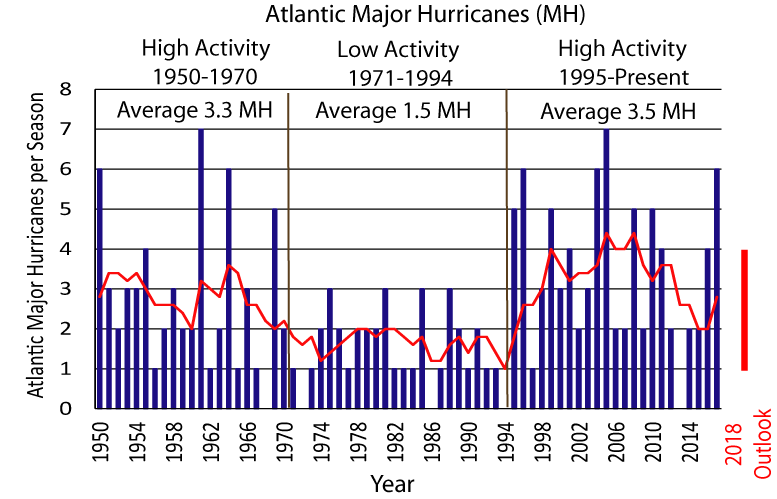 Atlantic Major Hurricanes (MH)
High Activity
1950-1970
Low Activity
1971-1994
High Activity
1995-Present
Average 3.3 MH
Average 1.5 MH
Average 3.5 MH
Atlantic Major Hurricanes per Season
8
7
6
5
4
3
2
1
0
1950
1954
1958
1962
1966
1970
1974
1978
1982
1986
1990
1994
1998
2002
2006
2010
2014
2018
Outlook
Year